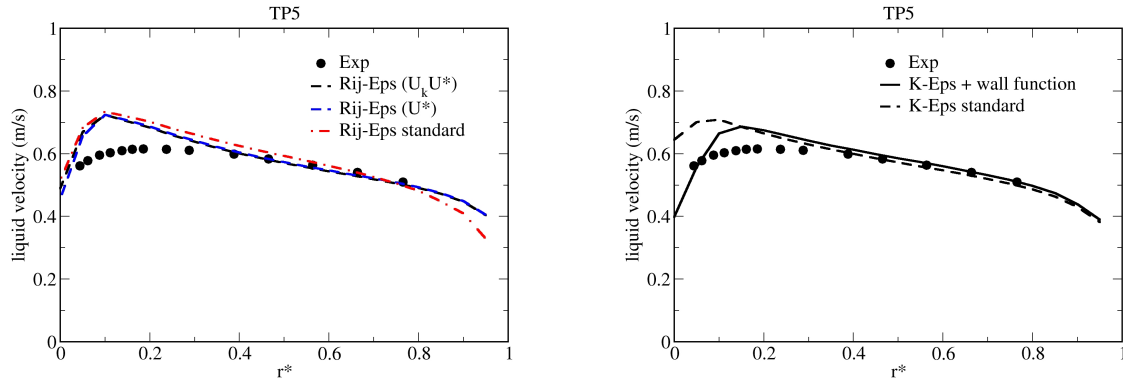 TP5
Exp
Rij-Eps (UkU*)
Rij-Eps (U*)
Rij-Eps standard
liquid velocity (m/s)
1
0.8
0.6
0.4
0.2
0
0
0.2
0.4
0.6
0.8
1
r*
TP5
Exp
K-Eps + wall function
K-Eps standard
liquid velocity (m/s)
1
0.8
0.6
0.4
0.2
0
0
0.2
0.4
0.6
0.8
1
r*